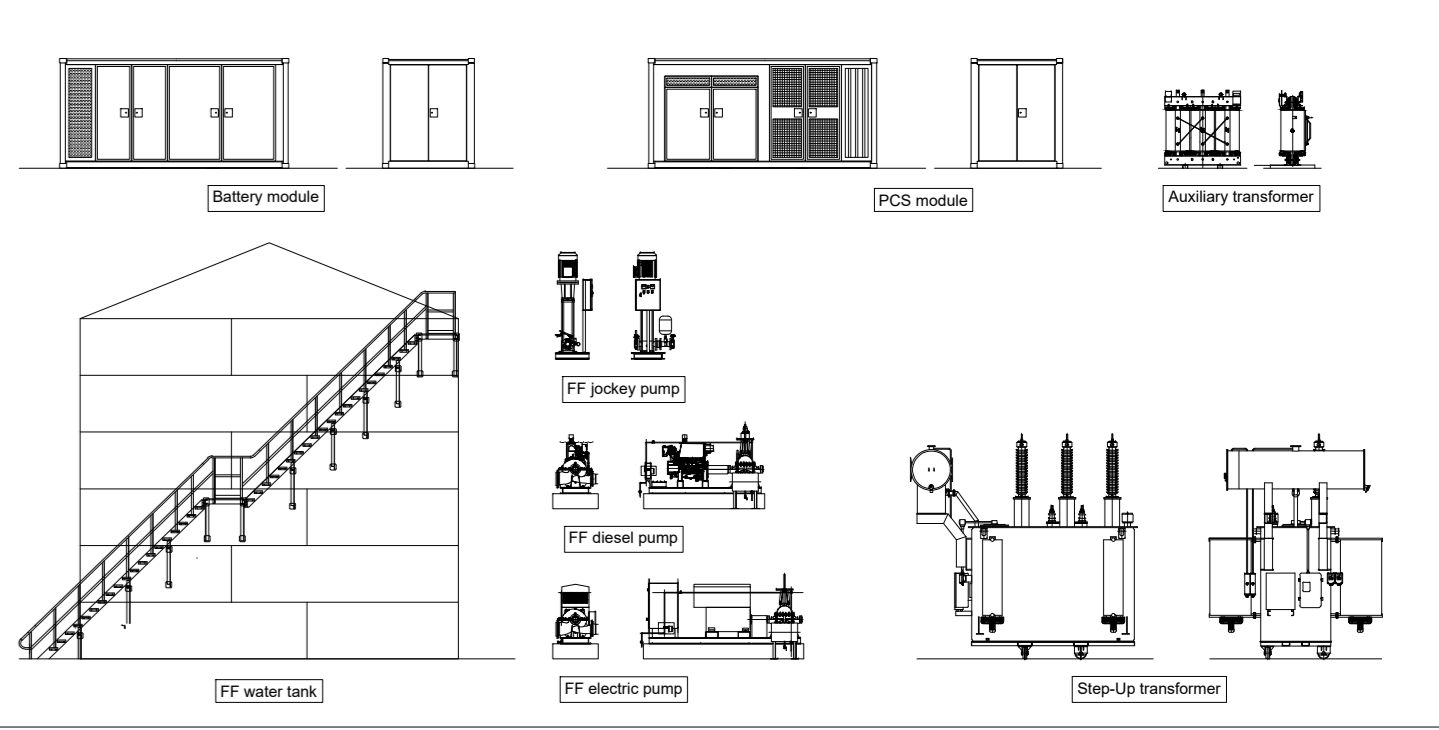 Battery module
PCS module
Auxiliary transformer
FF jockey pump
FF diesel pump
FF water tank
FF electric pump
Step-Up transformer